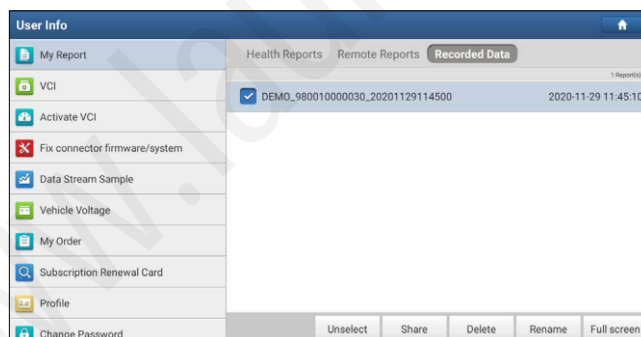 User Info
My Report
VCI
Activate VCI
Fix connector firmware/system
Data Stream Sample
Vehicle Voltage
My Order
Subscription Renewal Card
Profile
Change Password
Health Reports Remote Reports Recorded Data
1 Report(s)
DEMO_980010000030_20201129114500 2020-11-29 11:45:10
Unselect Share Delete Rename Full screen